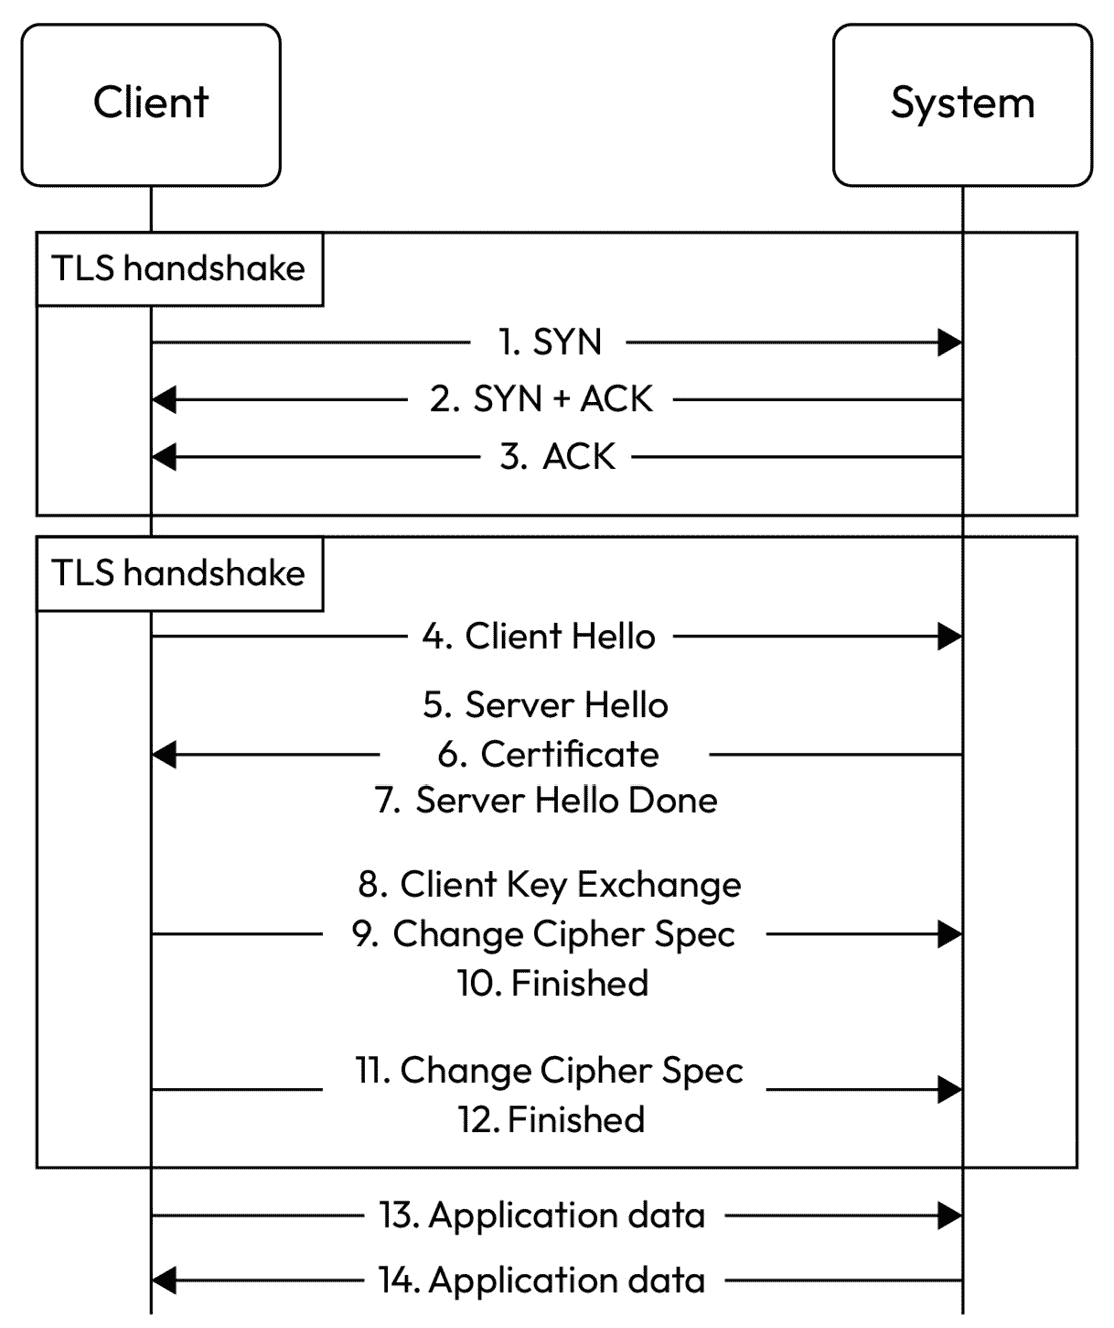 Client
System
TLS handshake
1. SYN
2. SYN + ACK
3. ACK
TLS handshake
4. Client Hello
5. Server Hello
6. Certificate
7. Server Hello Done
8. Client Key Exchange
9. Change Cipher Spec
10. Finished
11. Change Cipher Spec
12. Finished
13. Application data
14. Application data